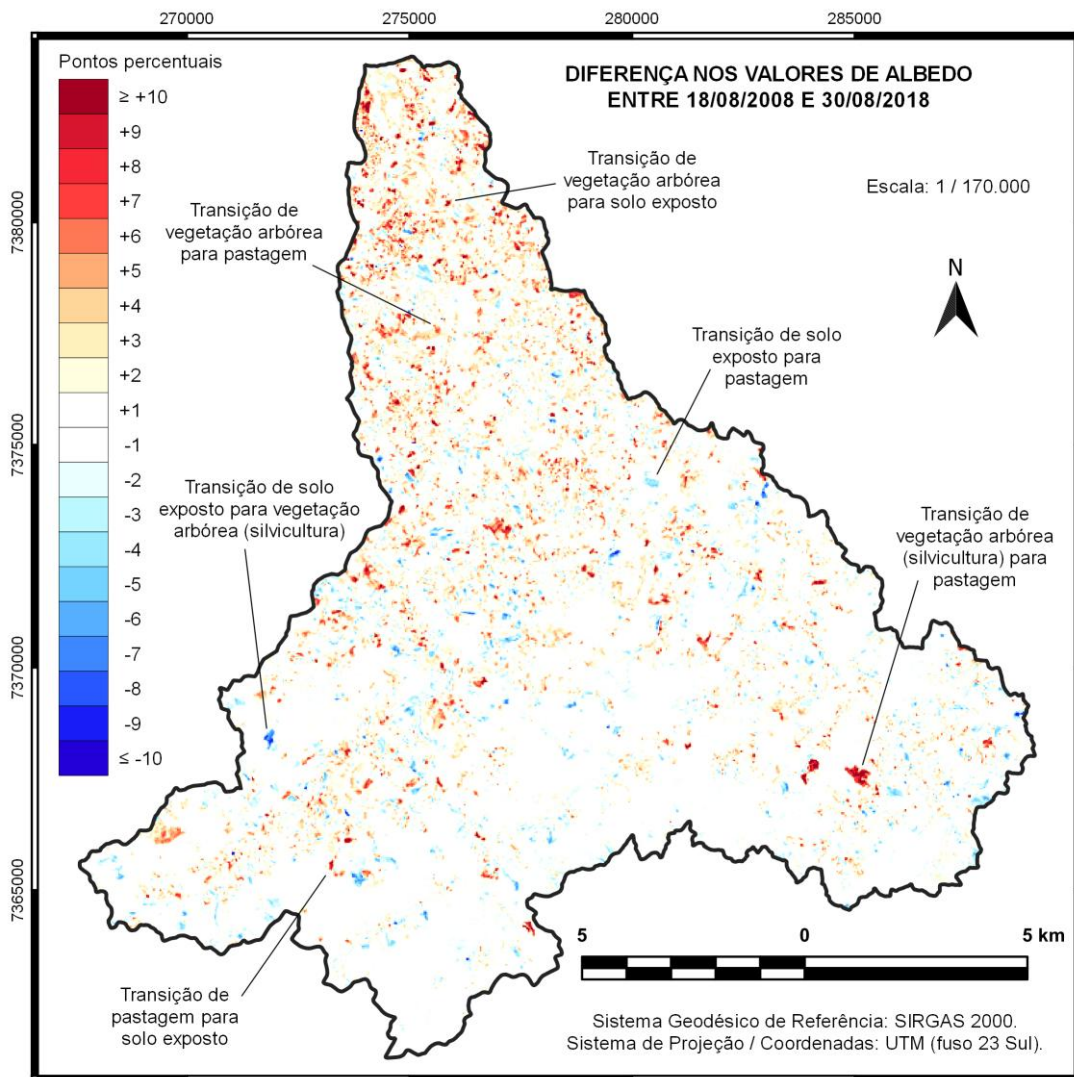 270000
275000
280000
285000
7380000
7375000
7370000
7365000
Pontos percentuais
≥ +10
+9
+8
+7
+6
+5
+4
+3
+2
+1
-1
-2
-3
-4
-5
-6
-7
-8
-9
≤ -10
DIFERENÇA NOS VALORES DE ALBEDO
ENTRE 18/08/2008 E 30/08/2018
Escala: 1 / 170.000
N
Transição de
vegetação arbórea
para solo exposto
Transição de
vegetação arbórea
para pastagem
Transição de solo
exposto para
pastagem
Transição de solo
exposto para vegetação
arbórea (silvicultura)
Transição de
vegetação arbórea
(silvicultura) para
pastagem
Transição de
pastagem para
solo exposto
5 0 5 km
Sistema Geodésico de Referência: SIRGAS 2000.
Sistema de Projeção / Coordenadas: UTM (fuso 23 Sul).